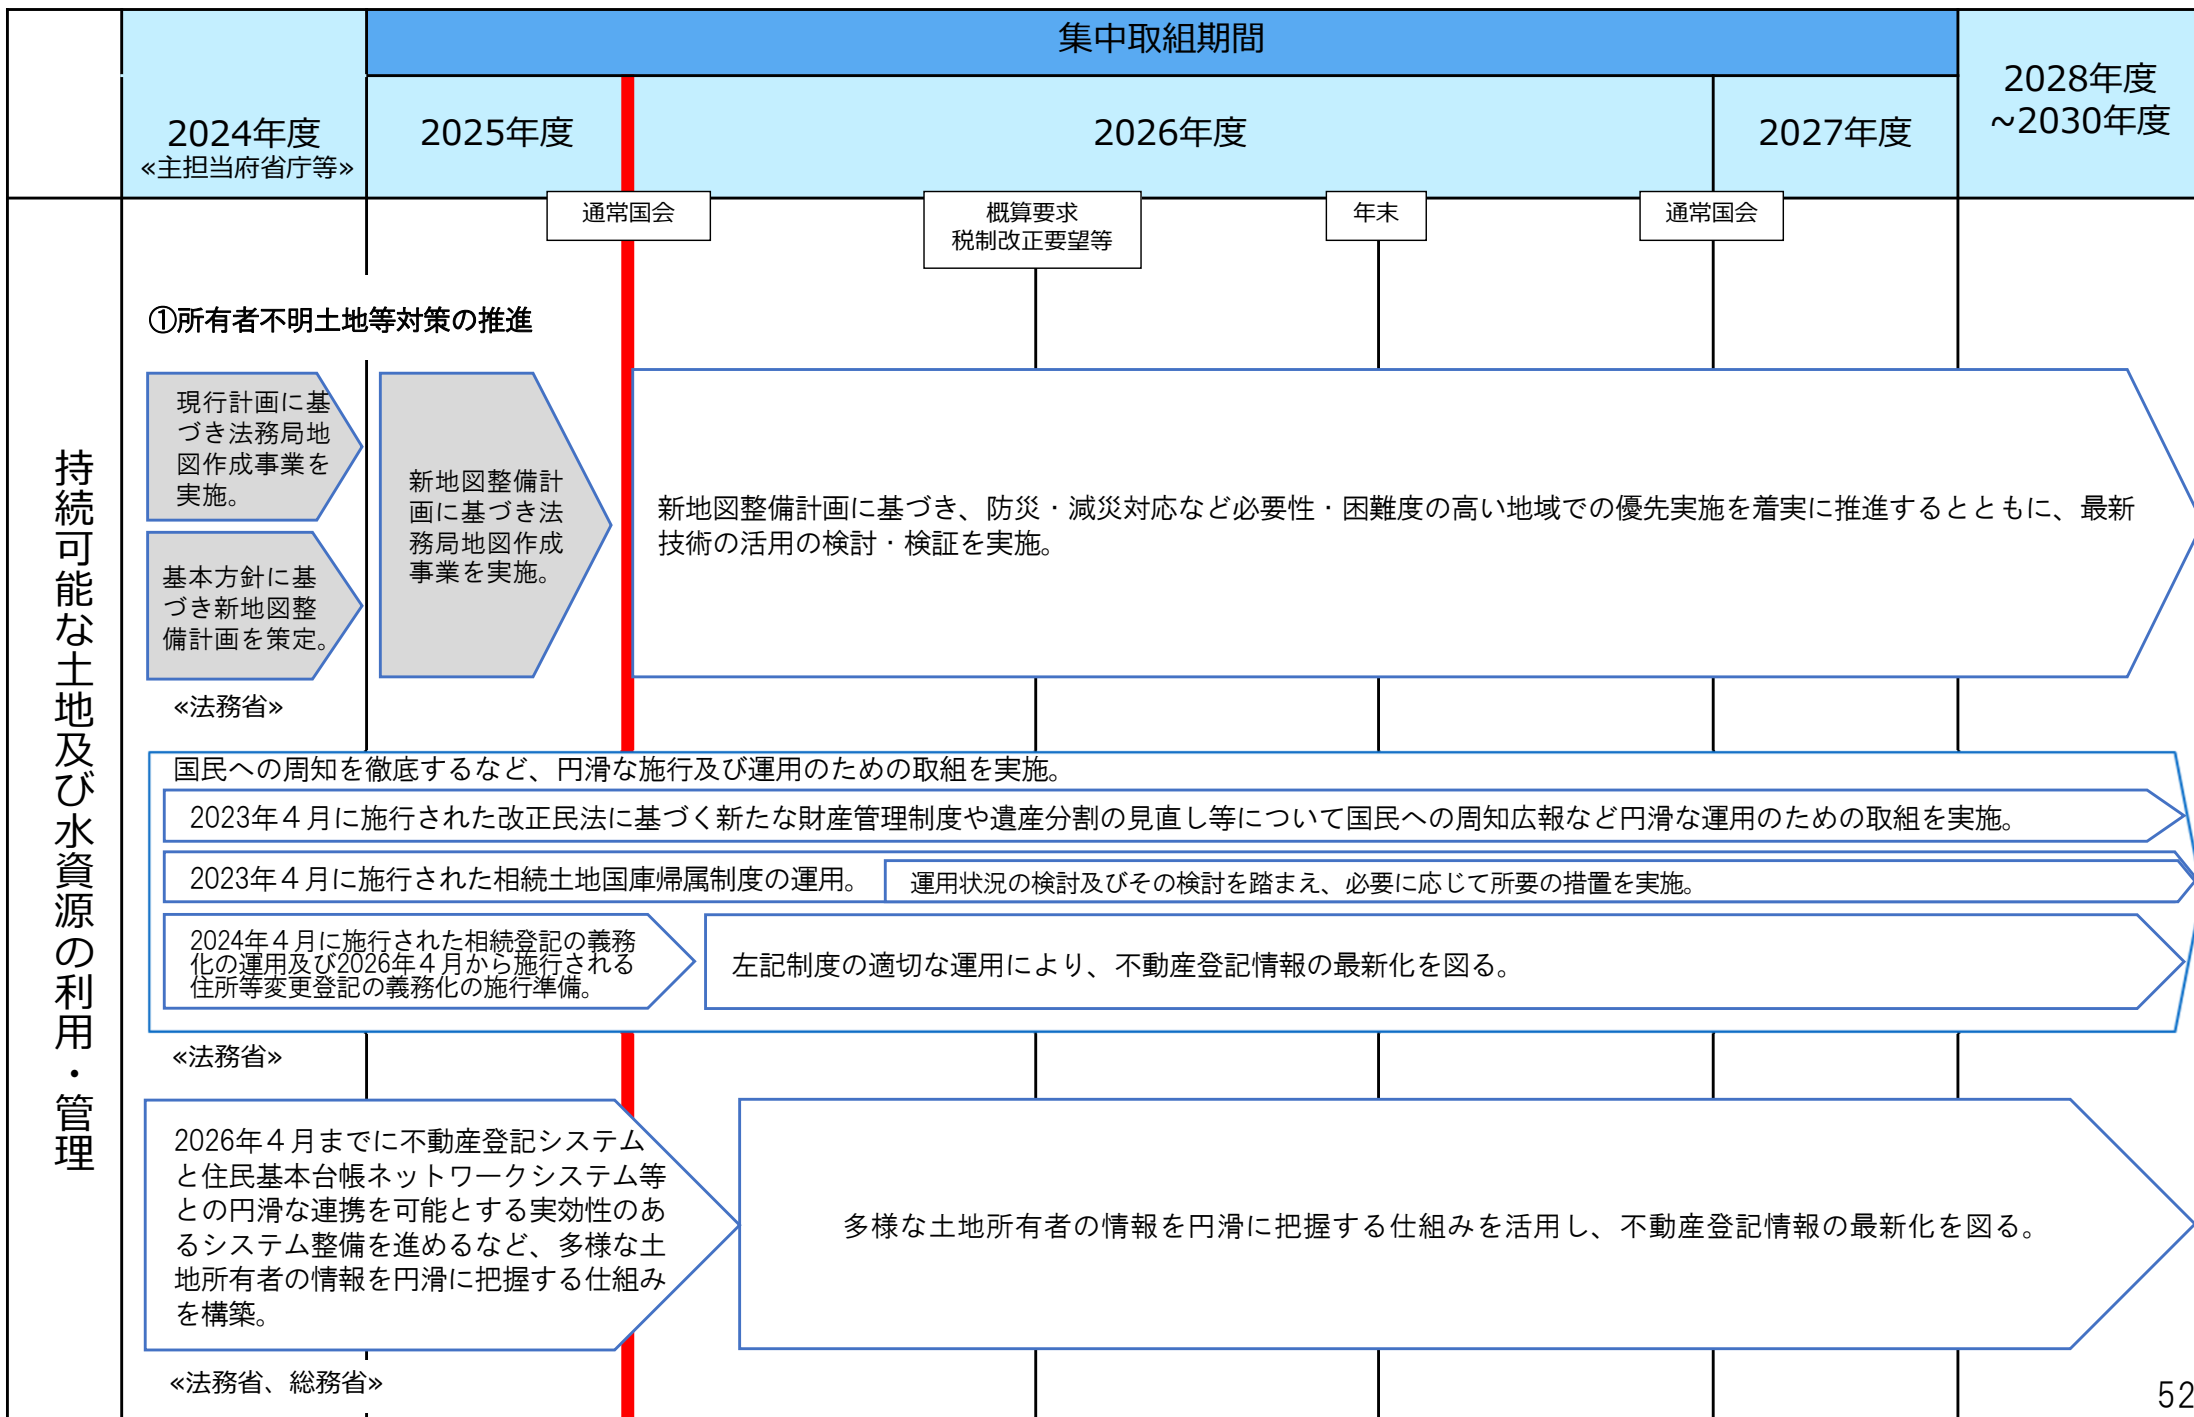 集中取組期間
2024年度
«主担当府省庁等»
2025年度
2026年度
2027年度
2028年度
~2030年度
通常国会
概算要求
税制改正要望等
年末
通常国会
持続可能な土地及び水資源の利用・管理
①所有者不明土地等対策の推進
現行計画に基
づき法務局地
図作成事業を
実施。
基本方針に基
づき新地図整
備計画を策定。
新地図整備計
画に基づき法
務局地図作成
事業を実施。
新地図整備計画に基づき、防災・減災対応など必要性・困難度の高い地域での優先実施を着実に推進するとともに、最新
技術の活用の検討・検証を実施。
«法務省»
国民への周知を徹底するなど、円滑な施行及び運用のための取組を実施。
2023年４月に施行された改正民法に基づく新たな財産管理制度や遺産分割の見直し等について国民への周知広報など円滑な運用のための取組を実施。
2023年４月に施行された相続土地国庫帰属制度の運用。
運用状況の検討及びその検討を踏まえ、必要に応じて所要の措置を実施。
2024年４月に施行された相続登記の義務
化の運用及び2026年４月から施行される
住所等変更登記の義務化の施行準備。
左記制度の適切な運用により、不動産登記情報の最新化を図る。
«法務省»
2026年４月までに不動産登記システム
と住民基本台帳ネットワークシステム等
との円滑な連携を可能とする実効性のあ
るシステム整備を進めるなど、多様な土
地所有者の情報を円滑に把握する仕組み
を構築。
多様な土地所有者の情報を円滑に把握する仕組みを活用し、不動産登記情報の最新化を図る。
«法務省、総務省»
52